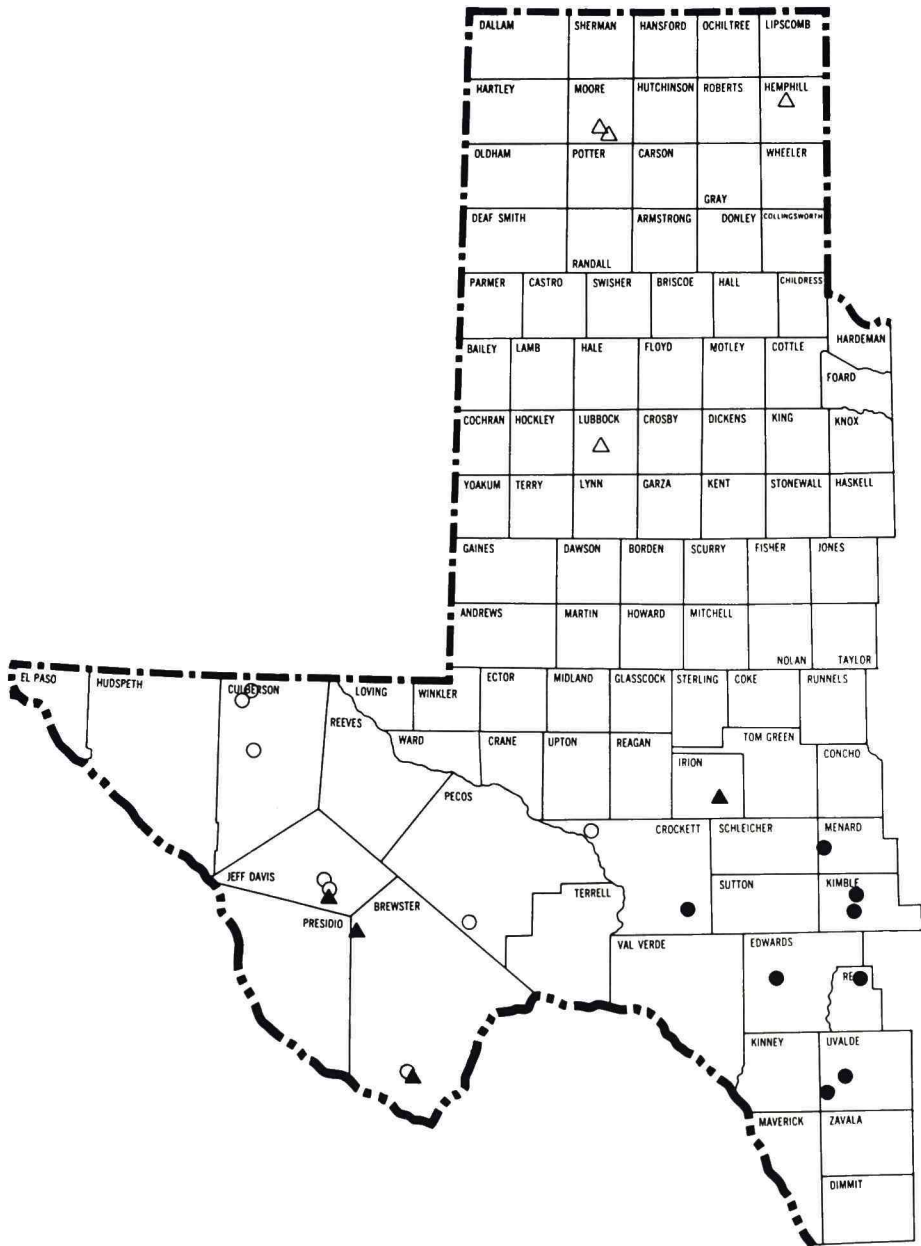 DALLAM SHERMAN HANSFORD OCHILTREE LIPSCOMB
HARTLEY MOORE HUTCHINSON ROBERTS HEMPHILL
OLDHAM POTTER CARSON WHEELER
GRAY
DEAF SMITH ARMSTRONG DONLEY COLLINGSWORTH
RANDALL
PARMER CASTRO SWISHER BRISCOE HALL CHILDRESS
HARDEMAN
BAILEY LAMB HALE FLOYD MOTLEY COTTLE
FOARD
COCHRAN HOCKLEY LUBBOCK CROSBY DICKENS KING KNOX
YOAKUM TERRY LYNN GARZA KENT STONEWALL HASKELL
GAINES DAWSON BORDEN SCURRY FISHER JONES
ANDREWS MARTIN HOWARD MITCHELL
NOLAN TAYLOR
EL PASO HUDSPETH CULBERSON LOVING WINKLER ECTOR MIDLAND GLASSCOCK STERLING COKE RUNNELS
REEVES
WARD CRANE UPTON REAGAN TOM GREEN
IRION CONCHO
PECOS
CROCKETT SCHLEICHER MENARD
JEFF DAVIS TERRELL SUTTON KIMBLE
BREWSTER
PRESIDIO
VAL VERDE EDWARDS
KINNEY UVALDE
MAVERICK ZAVALA
DIMMIT